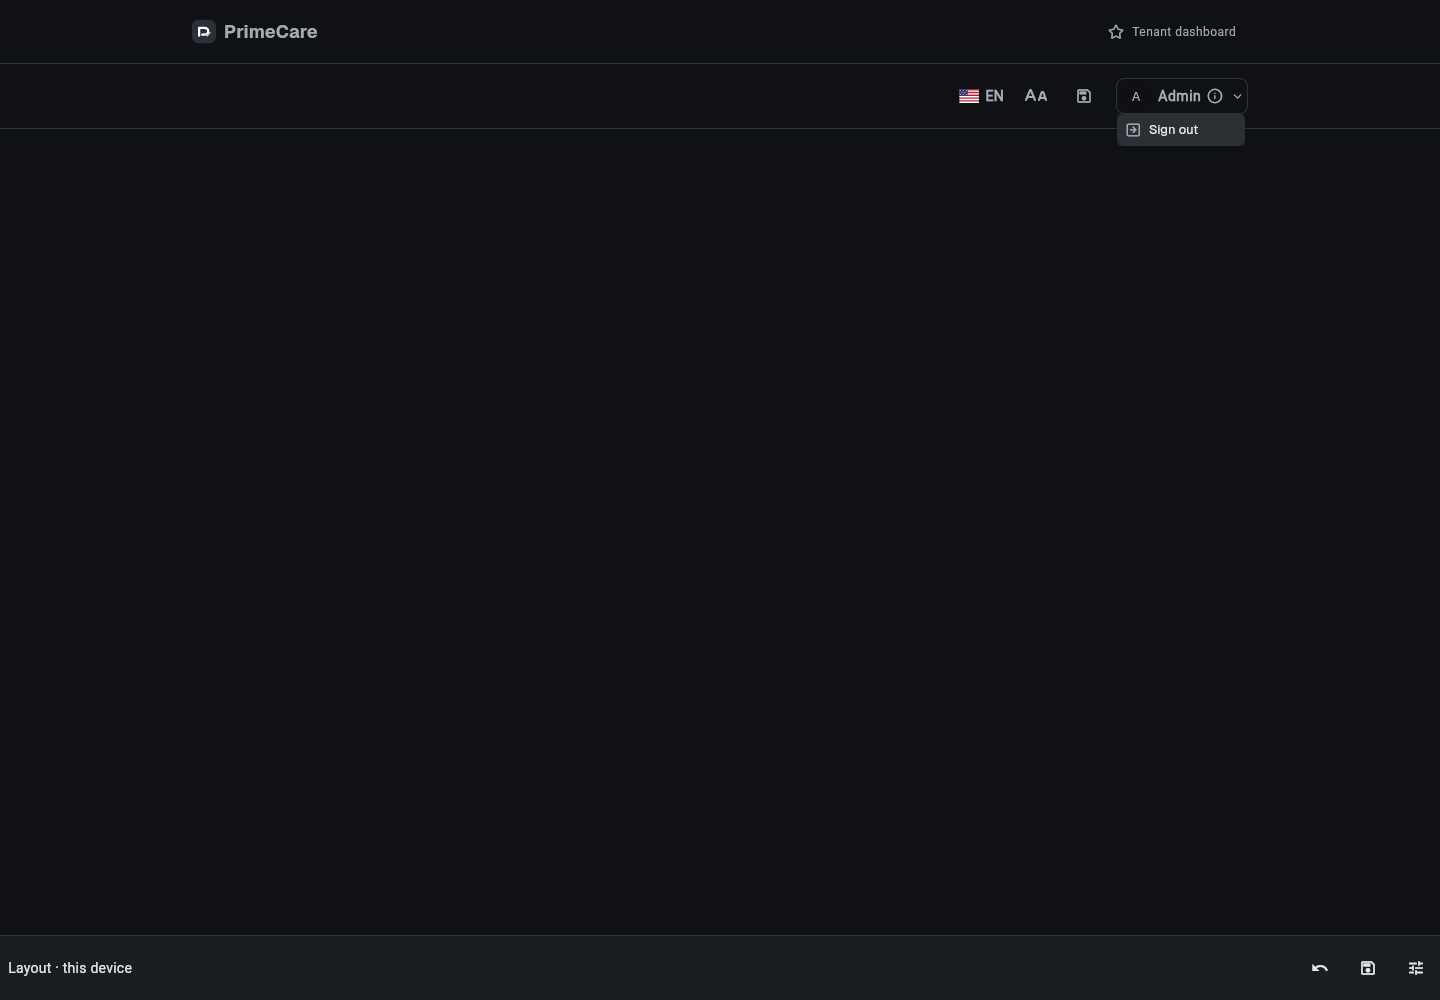 PrimeCare
Tenant dashboard
EN
AA
A Admin
Sign out
Layout · this device